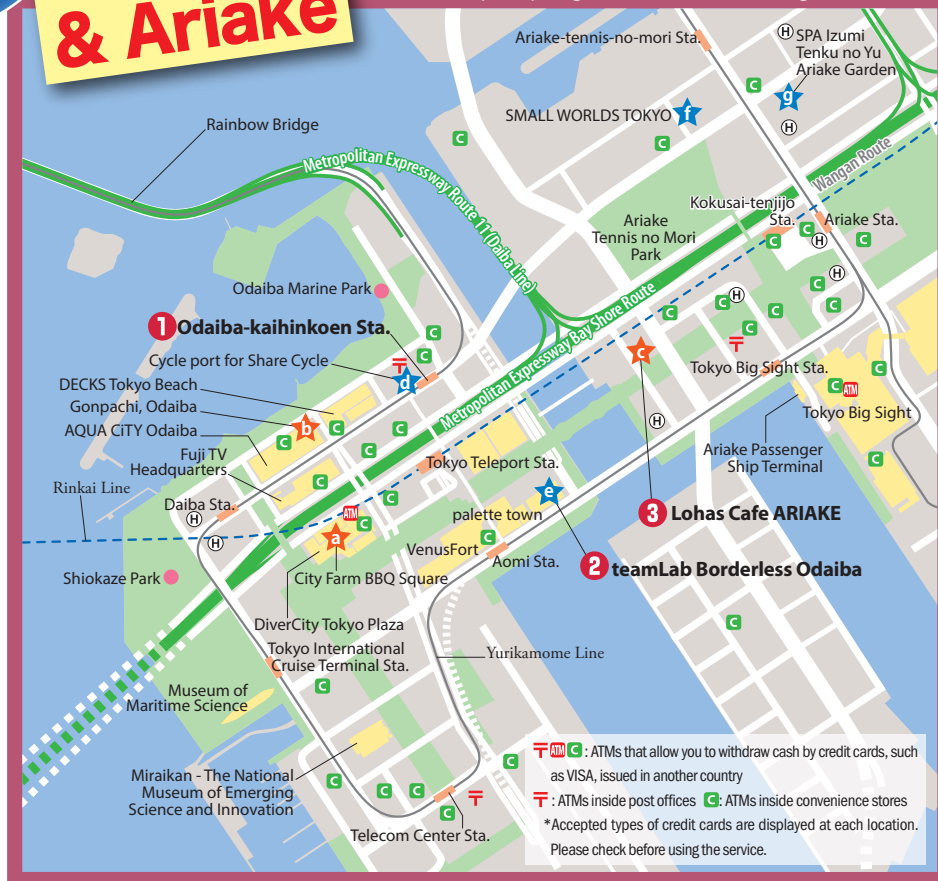 & Ariake
Ariake-tennis-no-mori Sta.
H
SPA Izumi
Tenku no Yu
Ariake Garden
C
g
SMALL WORLDS TOKYO
f
H
Rainbow Bridge
C
C
Metropolitan Expressway Route 11 (Daiba Line)
Wangan Route
Kokusai-tenjijo
Sta.
Ariake Sta.
C
C
H
C
Ariake
Tennis no Mori
Park
H
C
C
C
Odaiba Marine Park
Metropolitan Expressway Bay Shore Route
C
C
H
C
C
1 Odaiba-kaihinkoen Sta.
C
C
〒
〒
c
Cycle port for Share Cycle
d
Tokyo Big Sight Sta.
C
DECKS Tokyo Beach
Gonpachi, Odaiba
b
C ATM
Tokyo Big Sight
AQUA CiTY Odaiba
C
C
C
C
H
Fuji TV
Headquarters
C
Tokyo Teleport Sta.
Ariake Passenger
Ship Terminal
C
Rinkai Line
Daiba Sta.
H
C
e
ATM
C
palette town
3 Lohas Cafe ARIAKE
H
a
C
VenusFort
Aomi Sta.
2 teamLab Borderless Odaiba
Shiokaze Park
City Farm BBQ Square
DiverCity Tokyo Plaza
C
Tokyo International
Cruise Terminal Sta.
Yurikamome Line
C
Museum of
Maritime Science
Miraikan - The National
Museum of Emerging
Science and Innovation
C
C
C
C
C
〒
Telecom Center Sta.
〒 ATM C : ATMs that allow you to withdraw cash by credit cards, such
as VISA, issued in another country
〒 : ATMs inside post offices C : ATMs inside convenience stores
*Accepted types of credit cards are displayed at each location.
Please check before using the service.